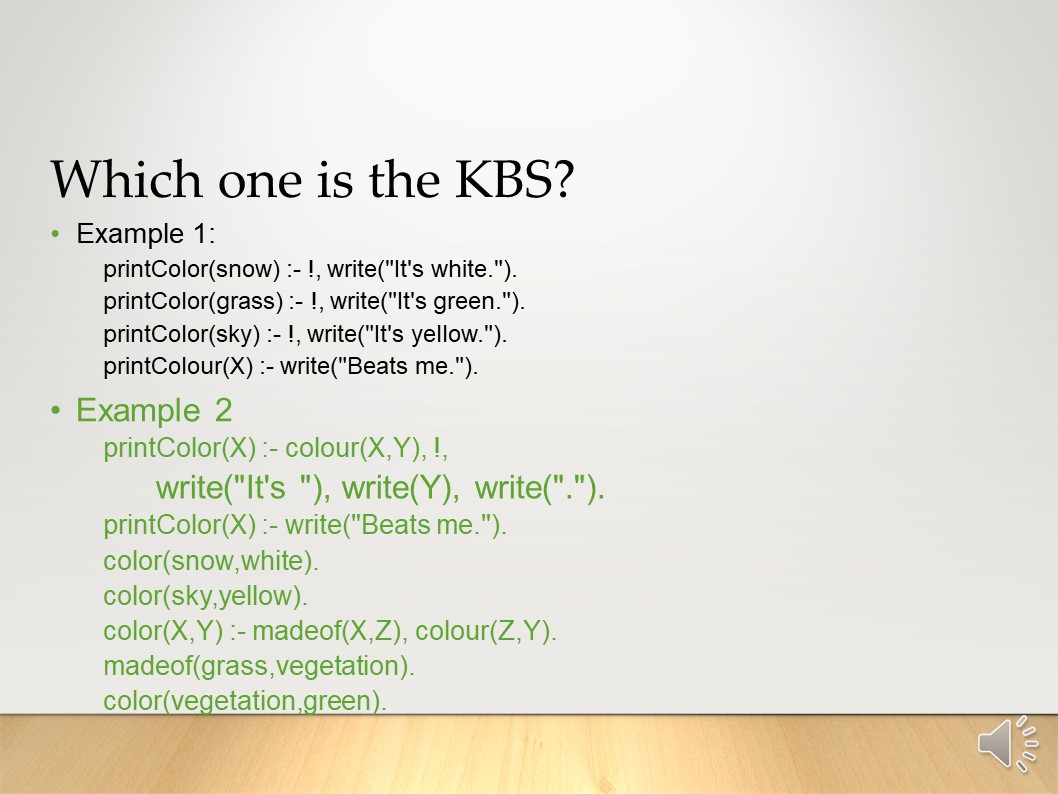 Which one is the KBS?
• Example 1:
printColor(snow) :- !, write("It's white.").
printColor(grass) :- !, write("It's green.").
printColor(sky) :- !, write("It's yellow.").
printColour(X) :- write("Beats me.").
• Example 2
printColor(X) :- colour(X,Y), !,
write("It's "), write(Y), write(".").
printColor(X) :- write("Beats me.").
color(snow,white).
color(sky,yellow).
color(X,Y) :- madeof(X,Z), colour(Z,Y).
madeof(grass,vegetation).
color(vegetation,green).